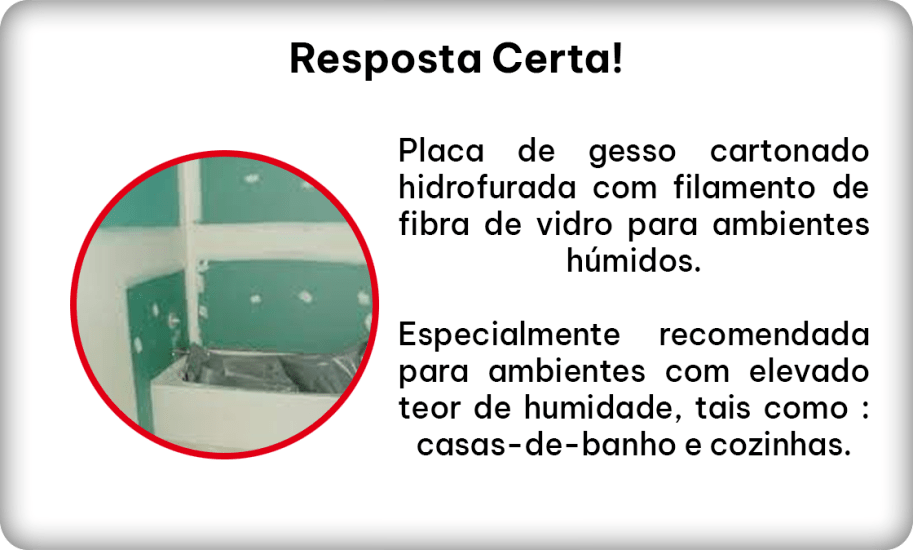 Resposta Certa!
Placa de gesso cartonado
hidrofurada com filamento de
fibra de vidro para ambientes
húmidos.
Especialmente recomendada
para ambientes com elevado
teor de humidade, tais como :
casas-de-banho e cozinhas.